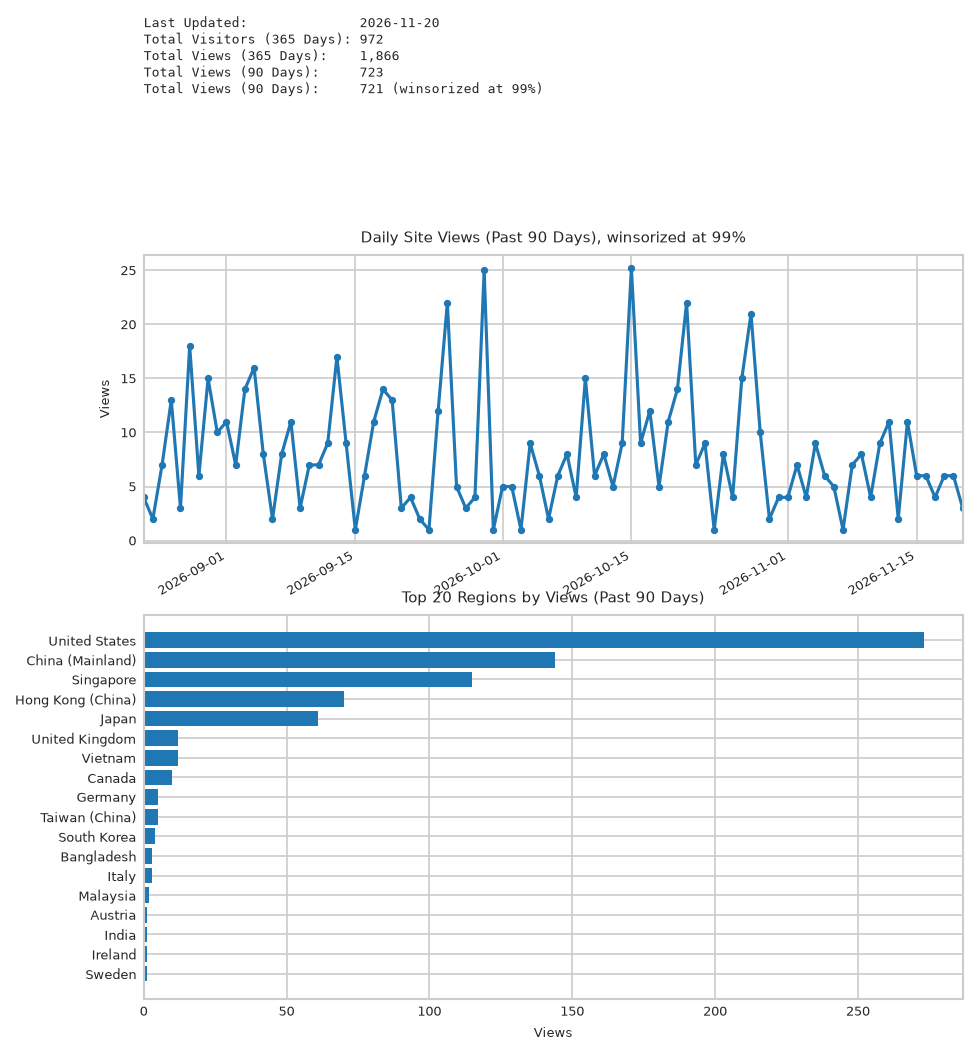 Last Updated: 2026-11-20
Total Visitors (365 Days): 972
Total Views (365 Days): 1,866
Total Views (90 Days): 723
Total Views (90 Days): 721 (winsorized at 99%)
Daily Site Views (Past 90 Days), winsorized at 99%
Views
25
20
15
10
5
0
2026-09-01
2026-09-15
2026-10-01
2026-10-15
2026-11-01
2026-11-15
Top 20 Regions by Views (Past 90 Days)
United States
China (Mainland)
Singapore
Hong Kong (China)
Japan
United Kingdom
Vietnam
Canada
Germany
Taiwan (China)
South Korea
Bangladesh
Italy
Malaysia
Austria
India
Ireland
Sweden
0 50 100 150 200 250
Views